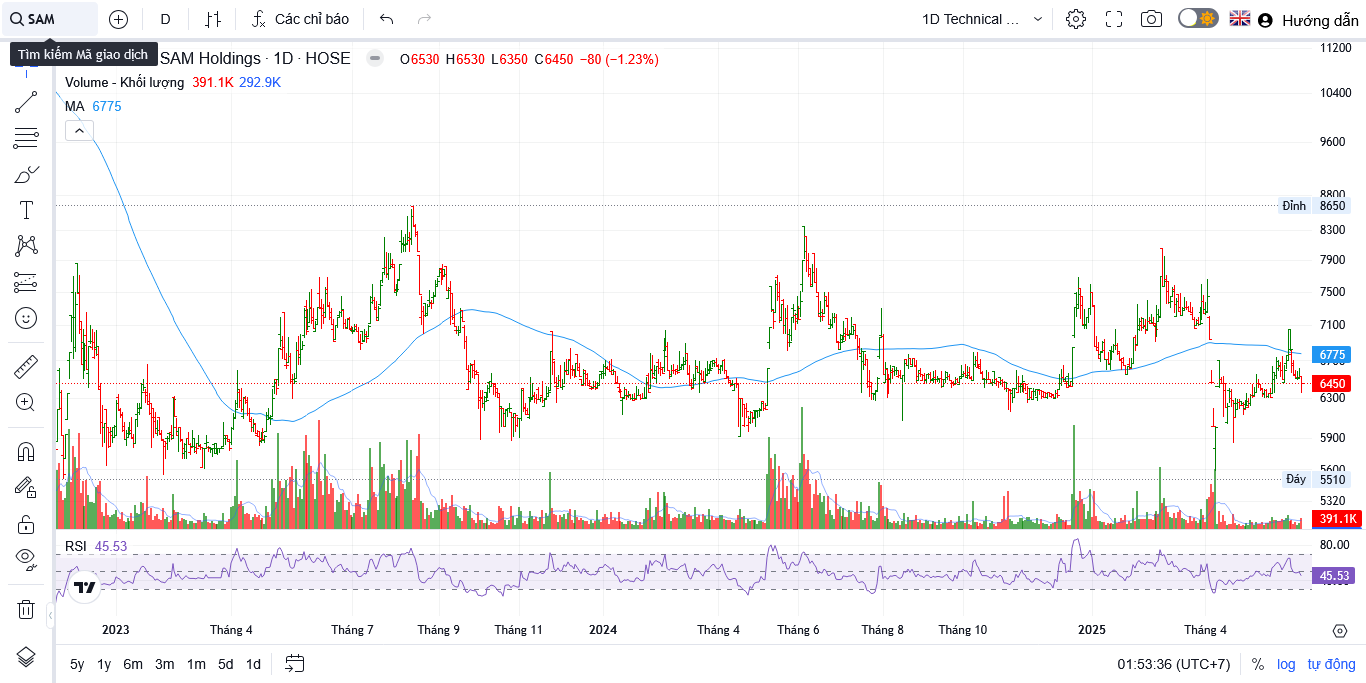 SAM
D
Các chỉ báo
1D Technical ...
Hướng dẫn
Tìm kiếm Mã giao dịch
SAM Holdings · 1D · HOSE
O6530 H6530 L6350 C6450 −80 (−1.23%)
Volume - Khối lượng 391.1K 292.9K
MA 6775
11200
10400
9600
8800
Đỉnh 8650
8300
7900
7500
7100
6775
6450
6300
5900
5600
Đáy 5510
5320
391.1K
RSI 45.53
80.00
45.53
2023
Tháng 4
Tháng 7
Tháng 9
Tháng 11
2024
Tháng 4
Tháng 6
Tháng 8
Tháng 10
2025
Tháng 4
5y 1y 6m 3m 1m 5d 1d
01:53:36 (UTC+7)
%
log
tự động